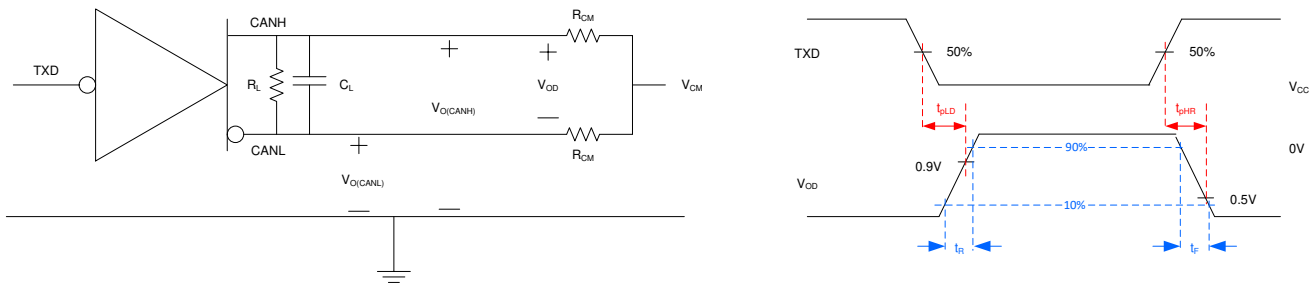 CANH
R_CM
TXD
R_L
C_L
V_OD
V_CM
V_O(CANH)
CANL
R_CM
V_O(CANL)
TXD
50%
50%
V_CC
t_pLD
t_pHR
90%
0V
0.9V
V_OD
10%
0.5V
t_R
t_F